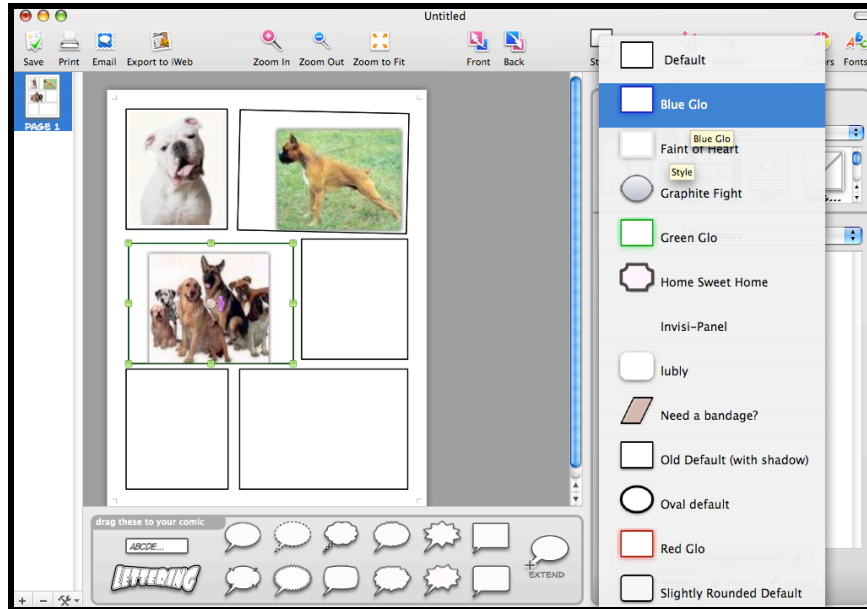 Untitled
Save Print Email Export to iWeb Zoom In Zoom Out Zoom to Fit Front Back Fonts
PAGE 1
Default
Blue Glo
Blue Glo
Faint of Heart
Style
Graphite Fight
Green Glo
Home Sweet Home
Invisi-Panel
lubly
Need a bandage?
Old Default (with shadow)
Oval default
Red Glo
Slightly Rounded Default
drag these to your comic
ABCDE...
LETTERING
EXTEND